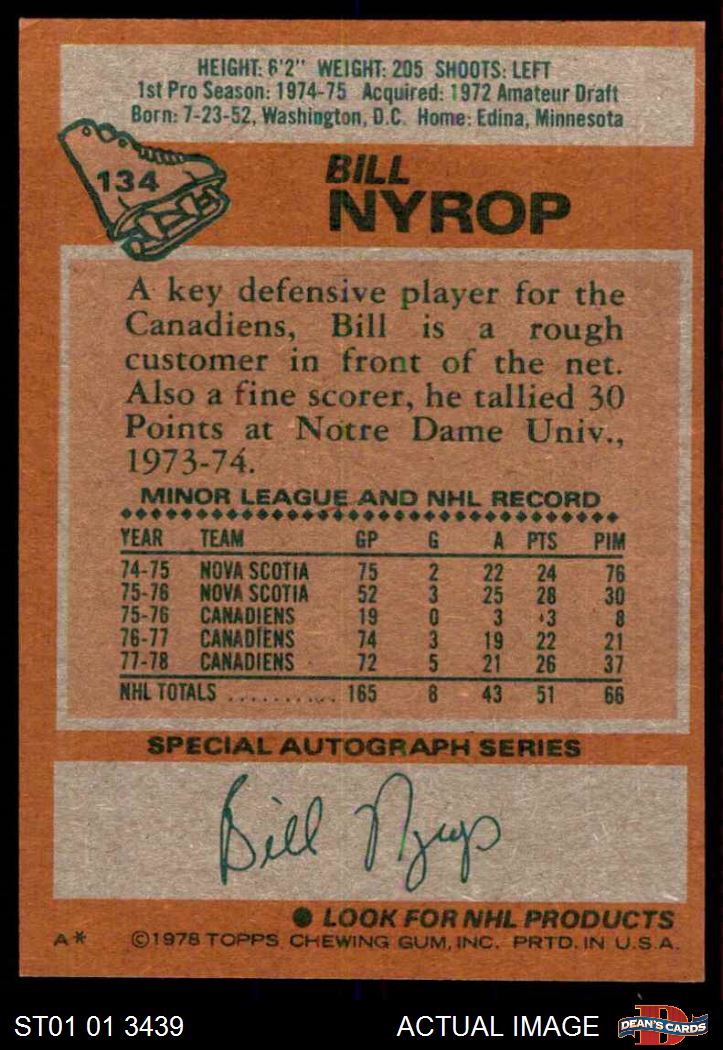 HEIGHT: 6'2" WEIGHT: 205 SHOOTS: LEFT
1st Pro Season: 1974-75 Acquired: 1972 Amateur Draft
Born: 7-23-52, Washington, D.C. Home: Edina, Minnesota
134
BILL
NYROP
A key defensive player for the
Canadiens, Bill is a rough
customer in front of the net.
Also a fine scorer, he tallied 30
Points at Notre Dame Univ.,
1973-74.
MINOR LEAGUE AND NHL RECORD
YEAR TEAM GP G A PTS PIM
74-75 NOVA SCOTIA 75 2 22 24 76
75-76 NOVA SCOTIA 52 3 25 28 30
75-76 CANADIENS 19 0 3 3 8
76-77 CANADIENS 74 3 19 22 21
77-78 CANADIENS 72 5 21 26 37
NHL TOTALS .......... 165 8 43 51 66
SPECIAL AUTOGRAPH SERIES
Bill Nyrop
● LOOK FOR NHL PRODUCTS
A* ©1978 TOPPS CHEWING GUM, INC. PRTD. IN U.S.A.
ST01 01 3439 ACTUAL IMAGE D DEAN'S CARDS